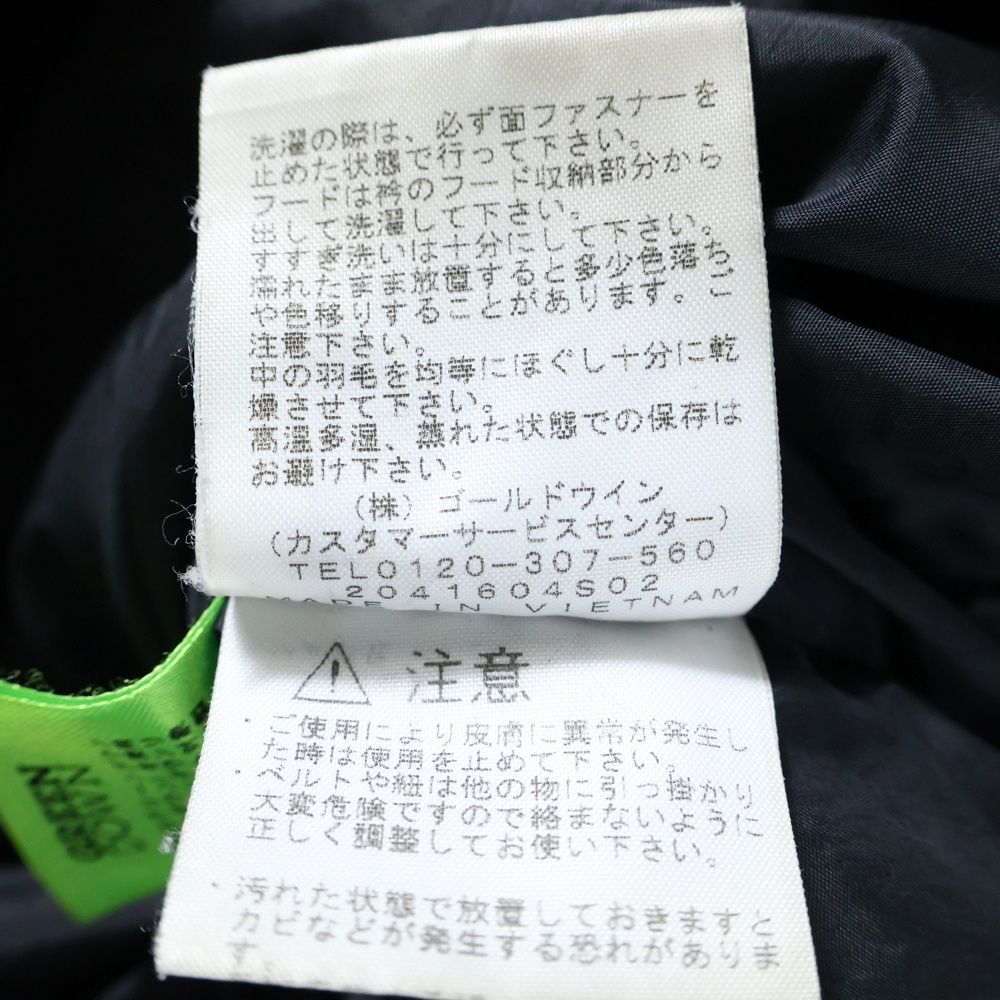 洗濯の際は、必ず面ファスナーを
止めた状態で行って下さい。
フードは衿のフード収納部分から
出して洗濯して下さい。
すすぎ洗いは十分にして下さい。
濡れたまま放置すると多少色落ち
や色移りすることがあります。ご
注意下さい。
中の羽毛を均等にほぐし十分に乾
燥させて下さい。
高温多湿、蒸れた状態での保存は
お避け下さい。
(株)ゴールドウイン
(カスタマーサービスセンター)
TEL0120-307-560
2041604S02
MADE IN VIETNAM
注意
・ご使用により皮膚に異常が発生し
た時は使用を止めて下さい。
・ベルトや紐は他の物に引っ掛かり
大変危険ですので絡まないように
正しく調整してお使い下さい。
・汚れた状態で放置しておきますと
カビなどが発生する恐れがありま
す。
GREEN
DOWN